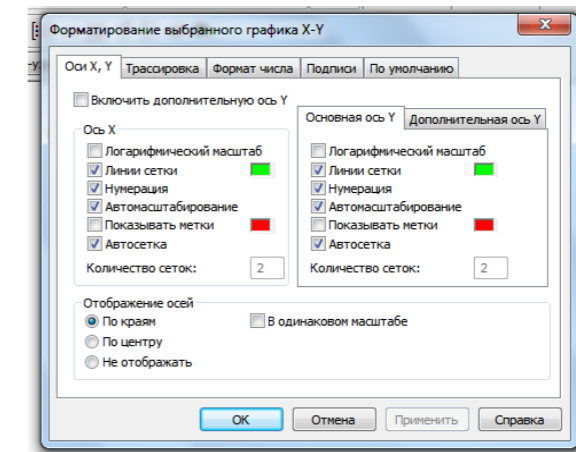 Форматирование выбранного графика X-Y
Оси X, Y Трассировка Формат числа Подписи По умолчанию
Включить дополнительную ось Y
Ось X
Логарифмический масштаб
Линии сетки
Нумерация
Автомасштабирование
Показывать метки
Автосетка
Количество сеток: 2
Основная ось Y Дополнительная ось Y
Логарифмический масштаб
Линии сетки
Нумерация
Автомасштабирование
Показывать метки
Автосетка
Количество сеток: 2
Отображение осей
По краям
По центру
Не отображать
В одинаковом масштабе
OK Отмена Применить Справка